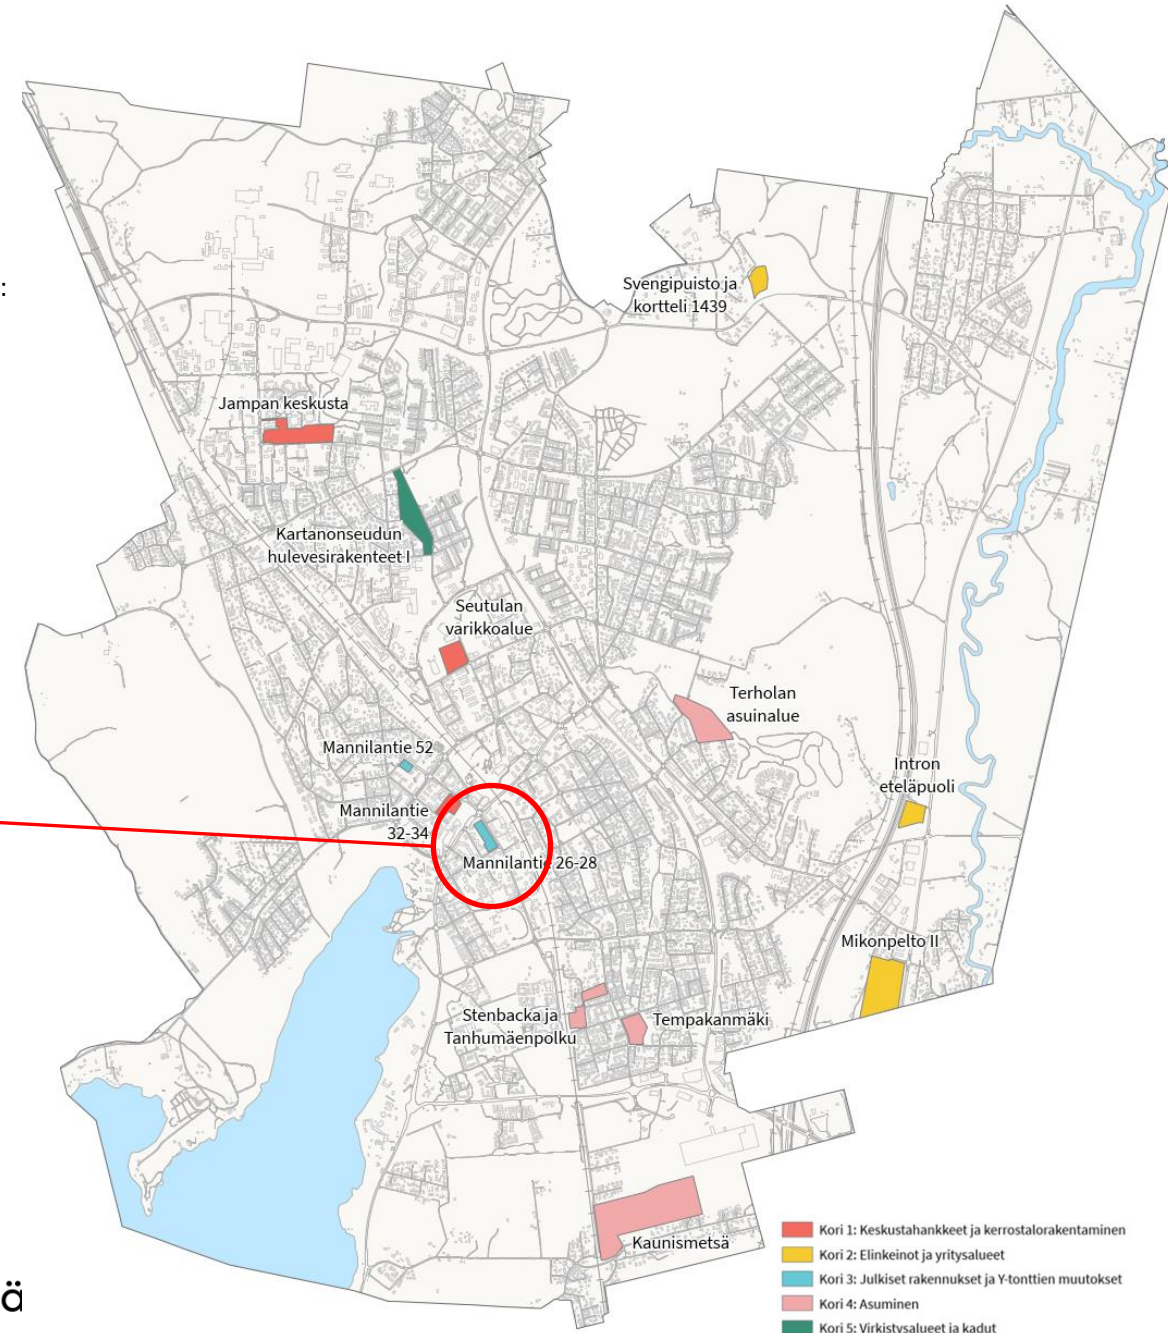 :
Svengipuisto ja
kortteli 1439
Jampan keskusta
Kartanonseudun
hulevesirakenteet I
Seutulan
varikkoalue
Terholan
asuinalue
Mannilantie 52
Intron
eteläpuoli
Mannilantie
32-34
Mannilantie 26-28
Mikonpelto II
Stenbacka ja
Tanhumäenpolku
Tempakanmäki
Kaunismetsä
Kori 1: Keskustahankkeet ja kerrostalorakentaminen
Kori 2: Elinkeinot ja yritysalueet
Kori 3: Julkiset rakennukset ja Y-tonttien muutokset
Kori 4: Asuminen
Kori 5: Virkistysalueet ja kadut
ä